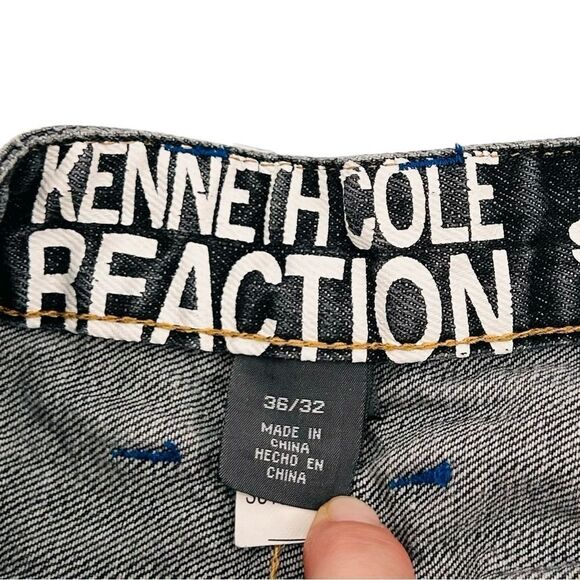 KENNETH COLE
REACTION
36/32
MADE IN
CHINA
HECHO EN
CHINA